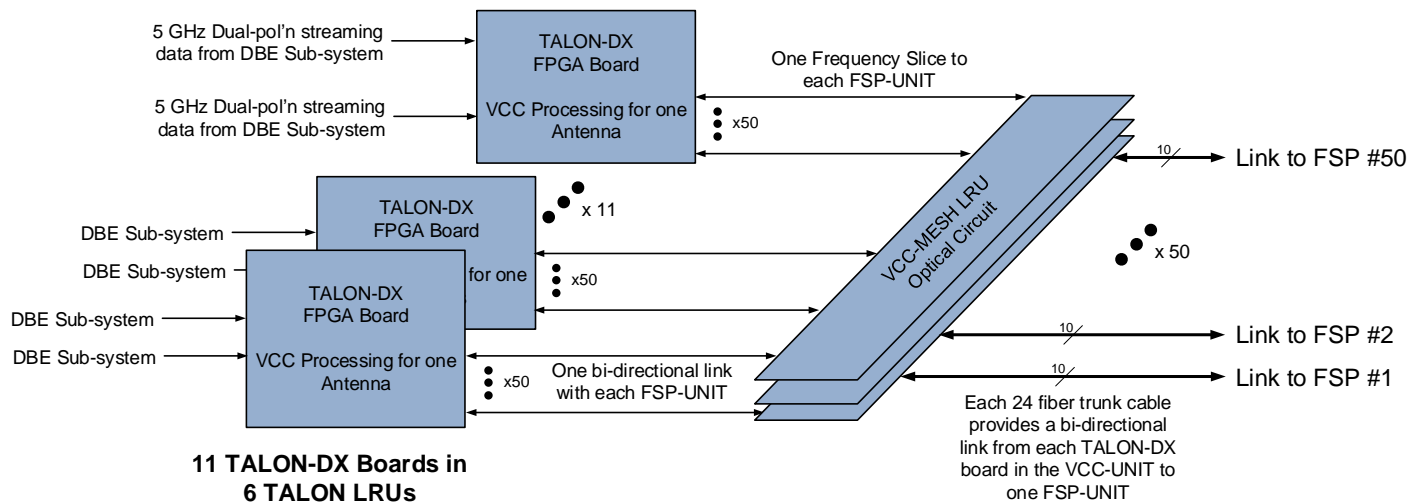 5 GHz Dual-pol'n streaming
data from DBE Sub-system
5 GHz Dual-pol'n streaming
data from DBE Sub-system
TALON-DX
FPGA Board
VCC Processing for one
Antenna
One Frequency Slice to
each FSP-UNIT
x50
10
Link to FSP #50
TALON-DX
FPGA Board
for one
x 11
DBE Sub-system
DBE Sub-system
x50
VCC-MESH LRU
Optical Circuit
x 50
TALON-DX
FPGA Board
VCC Processing for one
Antenna
DBE Sub-system
DBE Sub-system
x50
One bi-directional link
with each FSP-UNIT
10
Link to FSP #2
10
Link to FSP #1
Each 24 fiber trunk cable
provides a bi-directional
link from each TALON-DX
board in the VCC-UNIT to
one FSP-UNIT
11 TALON-DX Boards in
6 TALON LRUs